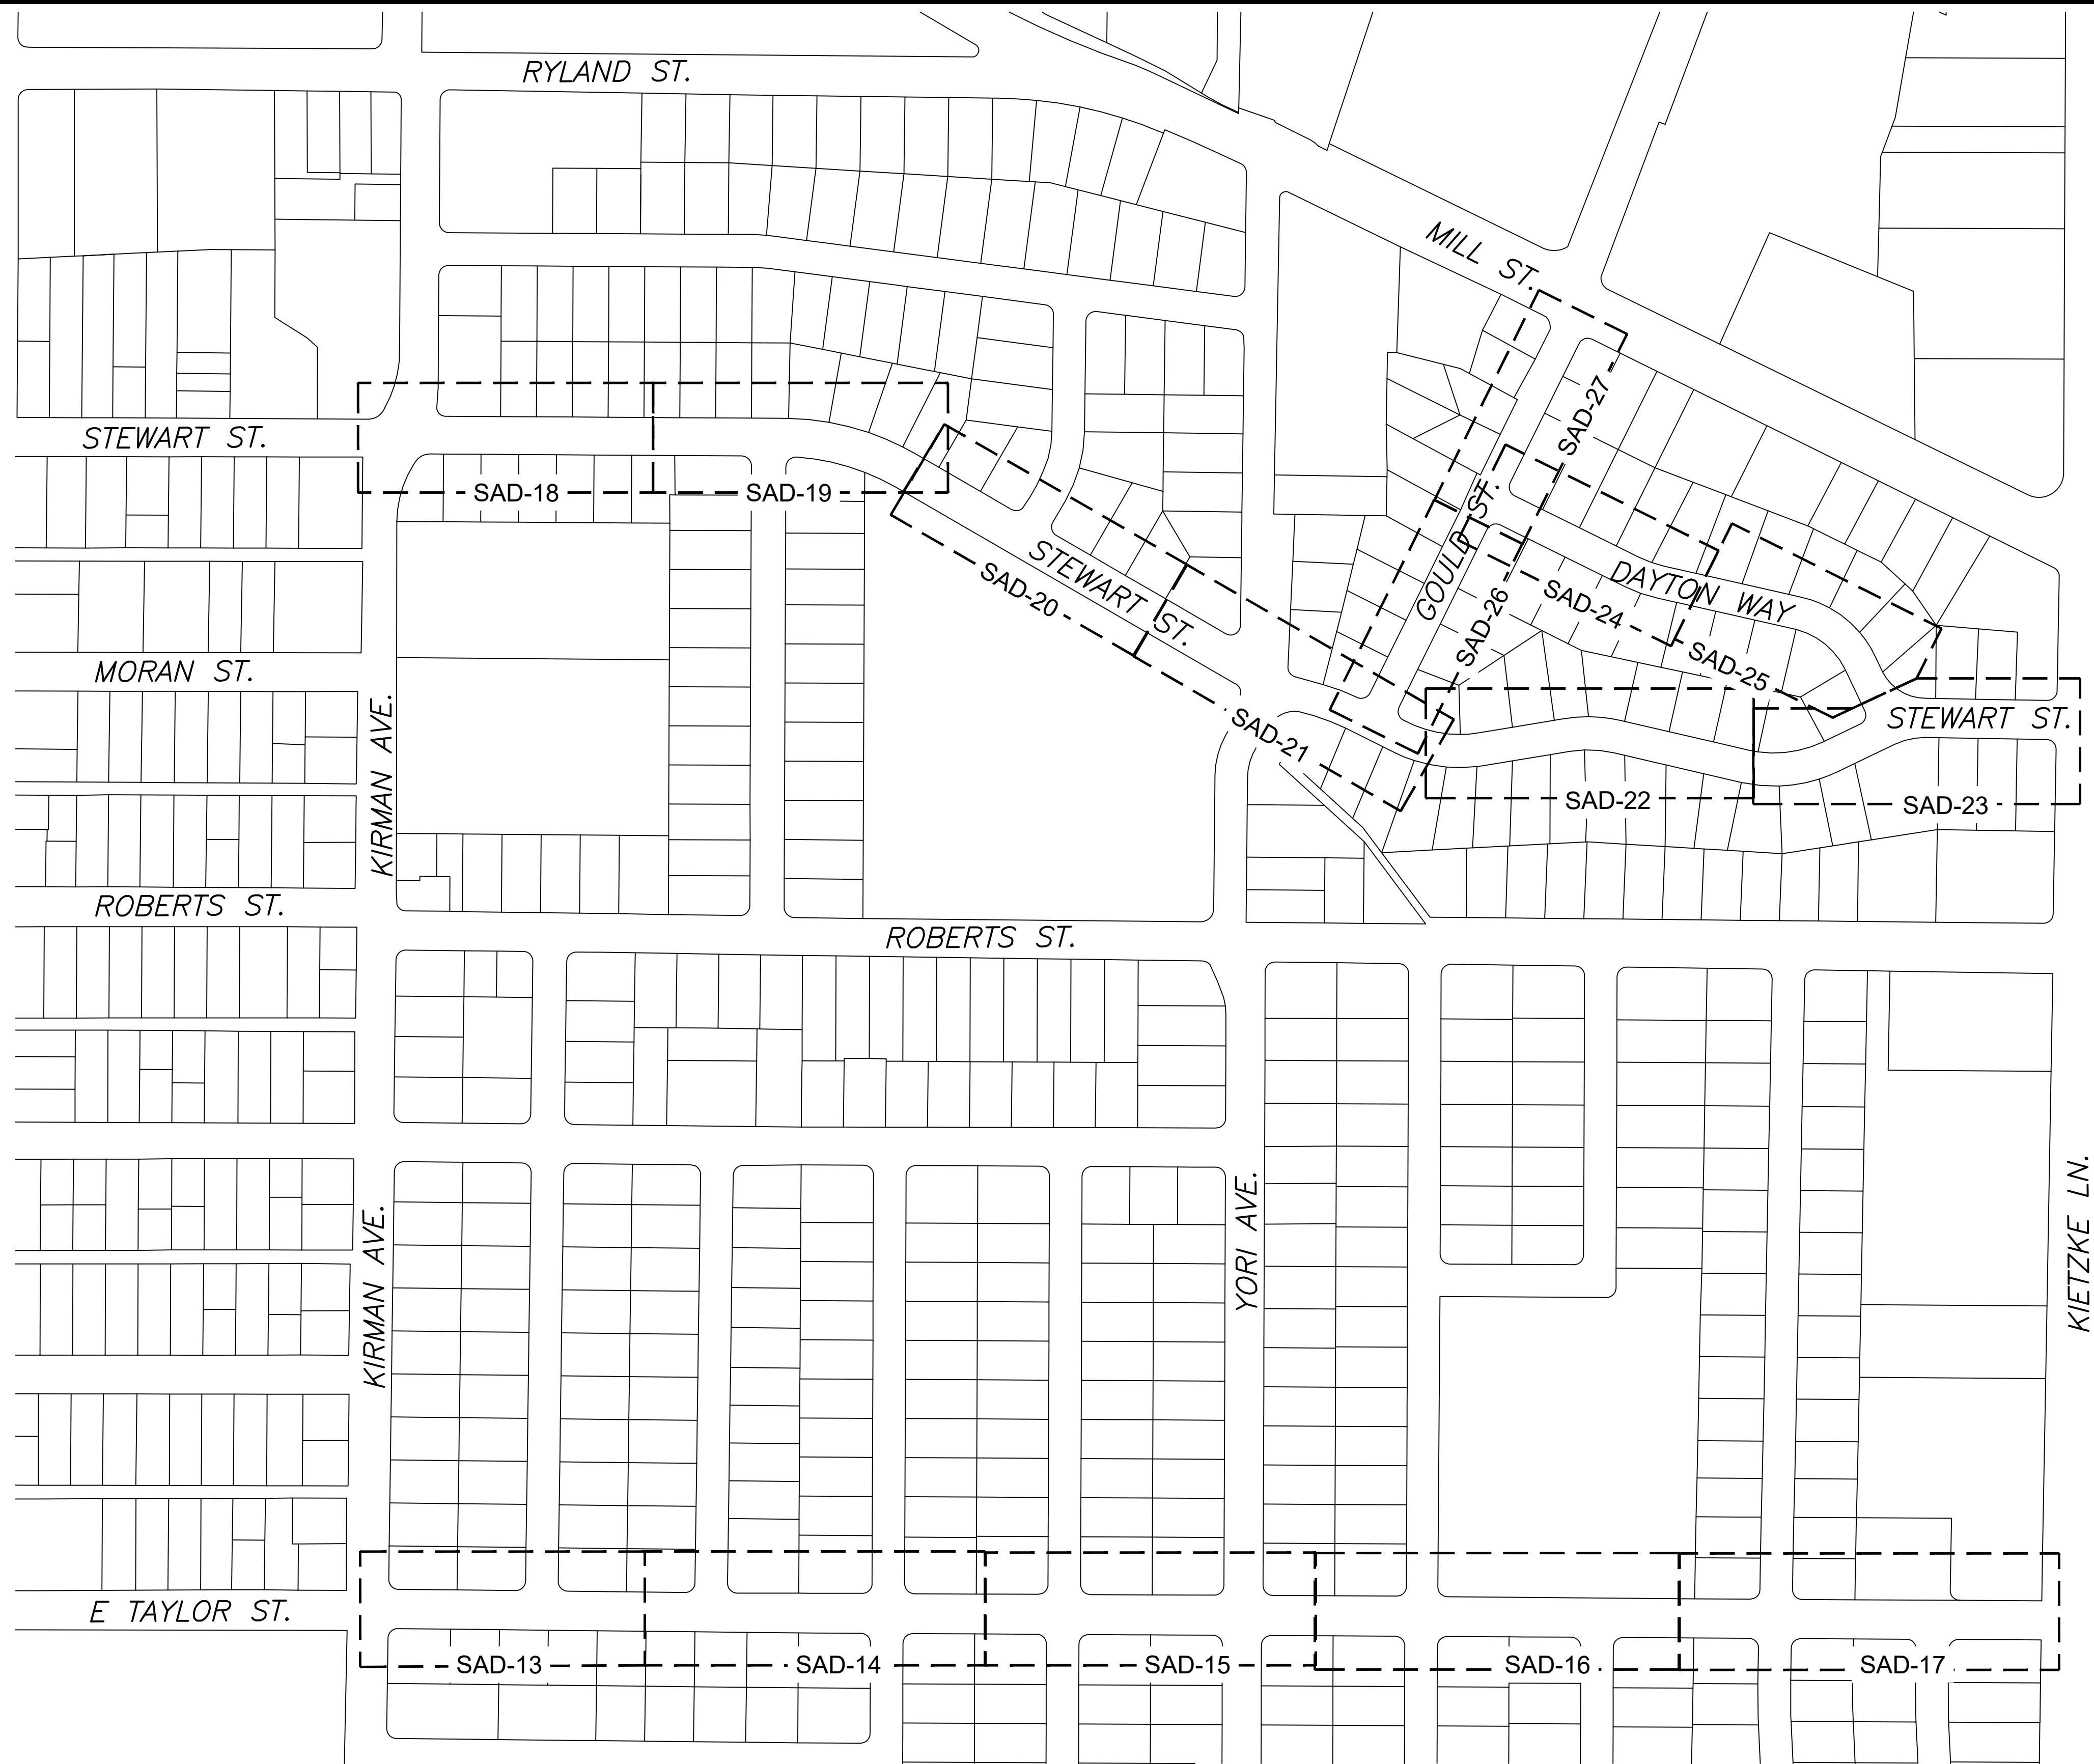 RYLAND ST.
MILL ST.
SAD-27
STEWART ST.
SAD-18
SAD-19
GOULD ST.
STEWART ST.
SAD-20
DAYTON WAY
SAD-24
SAD-26
SAD-25
MORAN ST.
KIRMAN AVE.
SAD-21
STEWART ST.
SAD-22
SAD-23
ROBERTS ST.
ROBERTS ST.
KIRMAN AVE.
YORI AVE.
KIETZKE LN.
E TAYLOR ST.
SAD-13
SAD-14
SAD-15
SAD-16
SAD-17